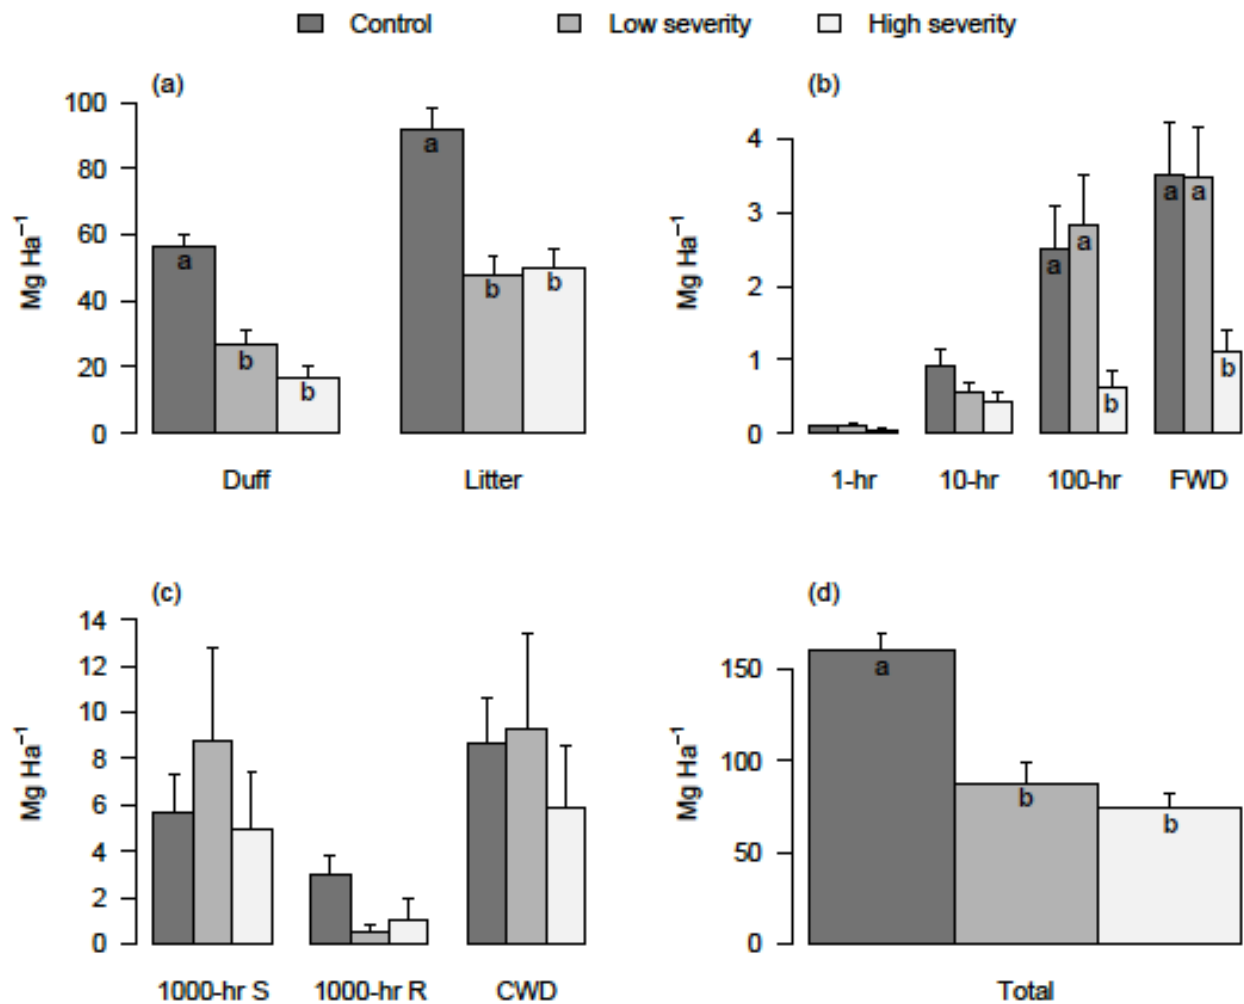 Control Low severity High severity
(a)
100
80
60
40
20
0
Mg Ha⁻¹
a
b
b
a
b
b
Duff Litter
(b)
4
3
2
1
0
Mg Ha⁻¹
a
a
b
a
a
b
1-hr 10-hr 100-hr FWD
(c)
14
12
10
8
6
4
2
0
Mg Ha⁻¹
1000-hr S 1000-hr R CWD
(d)
150
100
50
0
Mg Ha⁻¹
a
b
b
Total